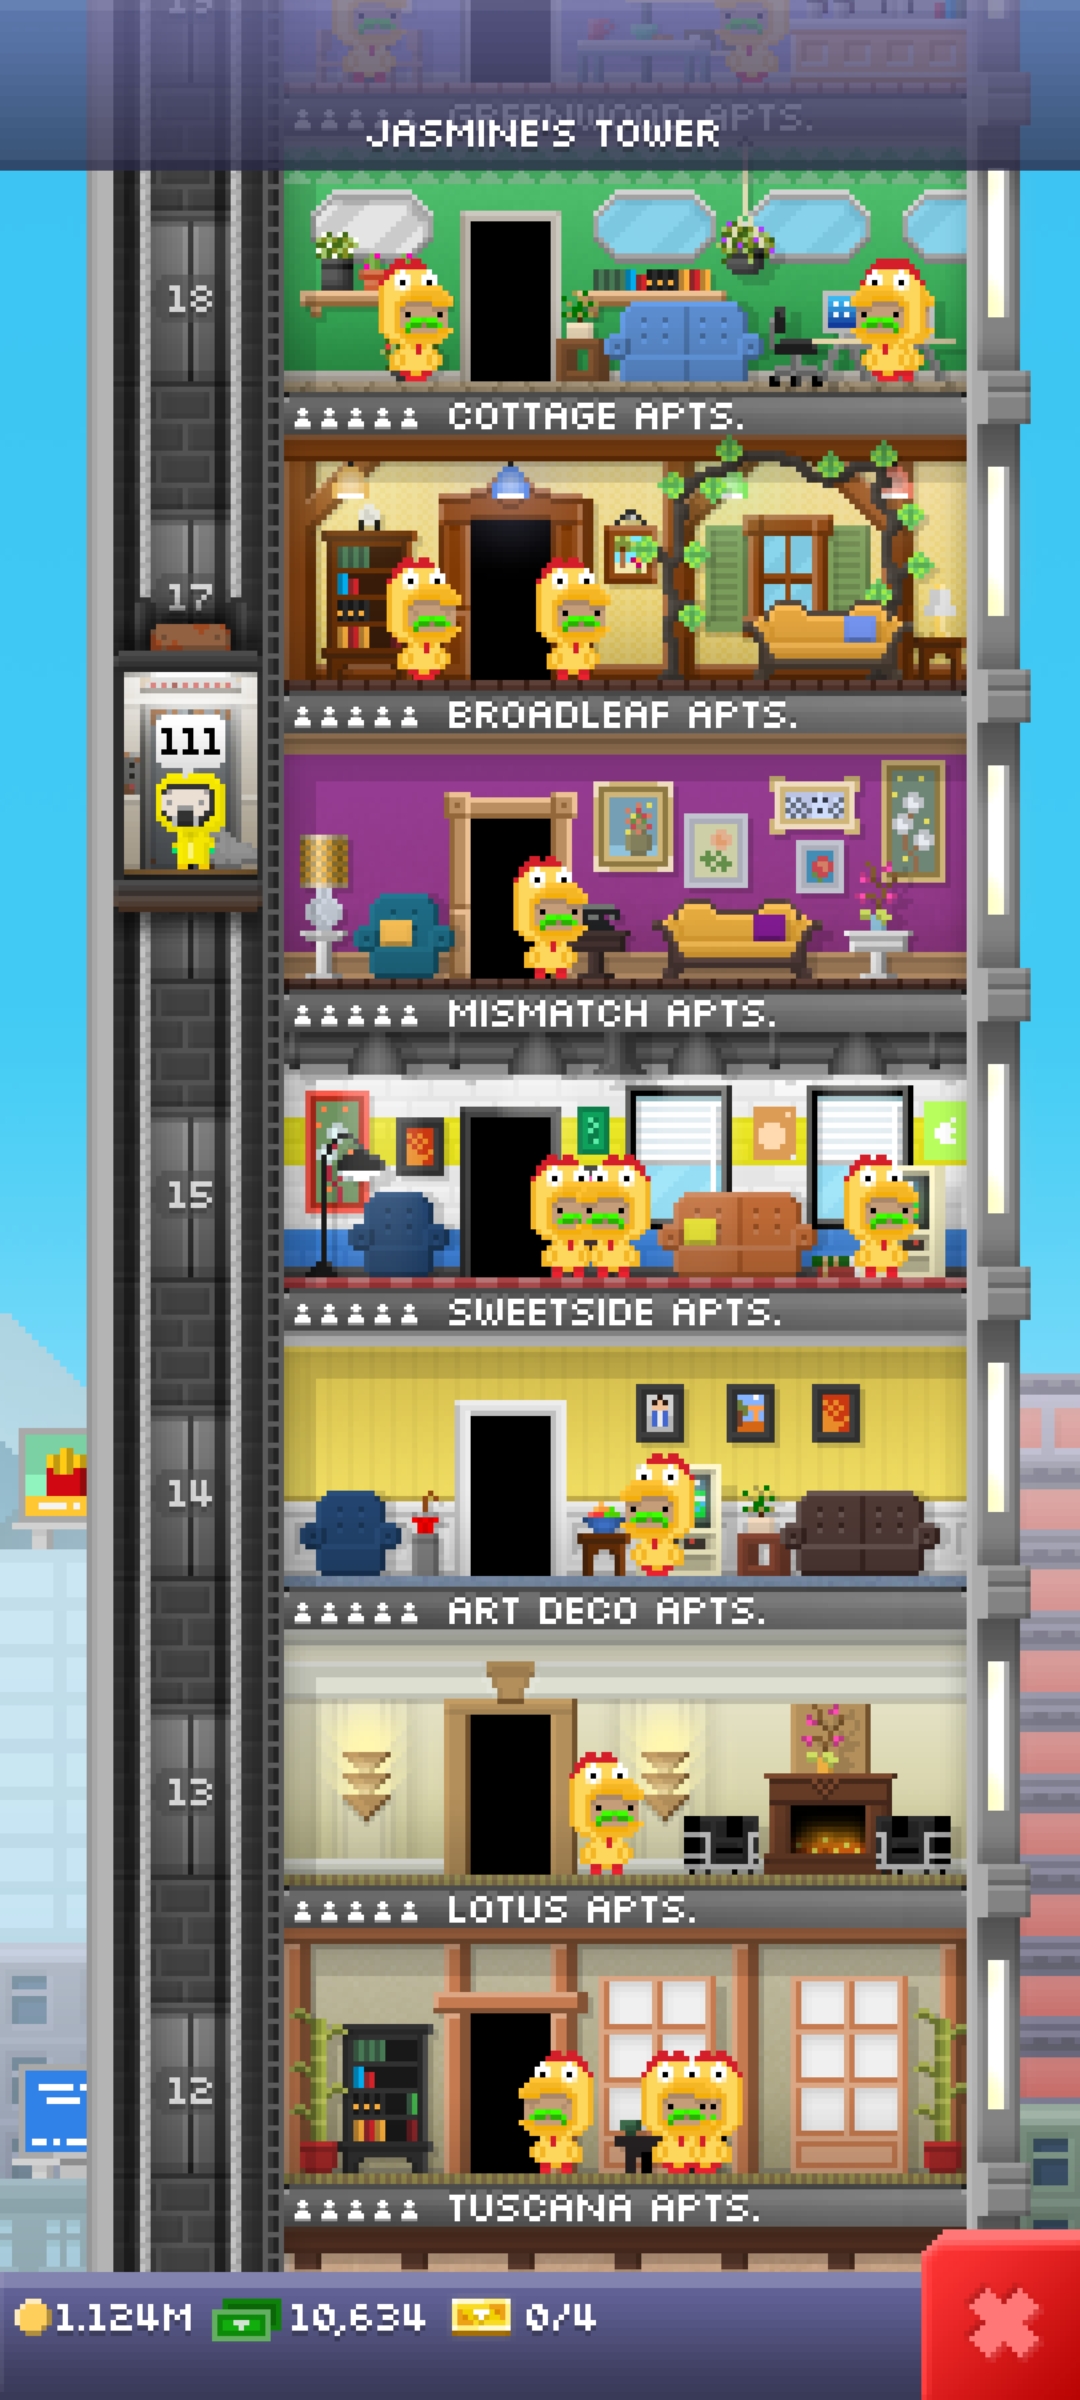 19
GREENWOOD APTS.
JASMINE'S TOWER
18
COTTAGE APTS.
17
BROADLEAF APTS.
111
MISMATCH APTS.
15
SWEETSIDE APTS.
14
ART DECO APTS.
13
LOTUS APTS.
12
TUSCANA APTS.
1.124M 10,634 0/4